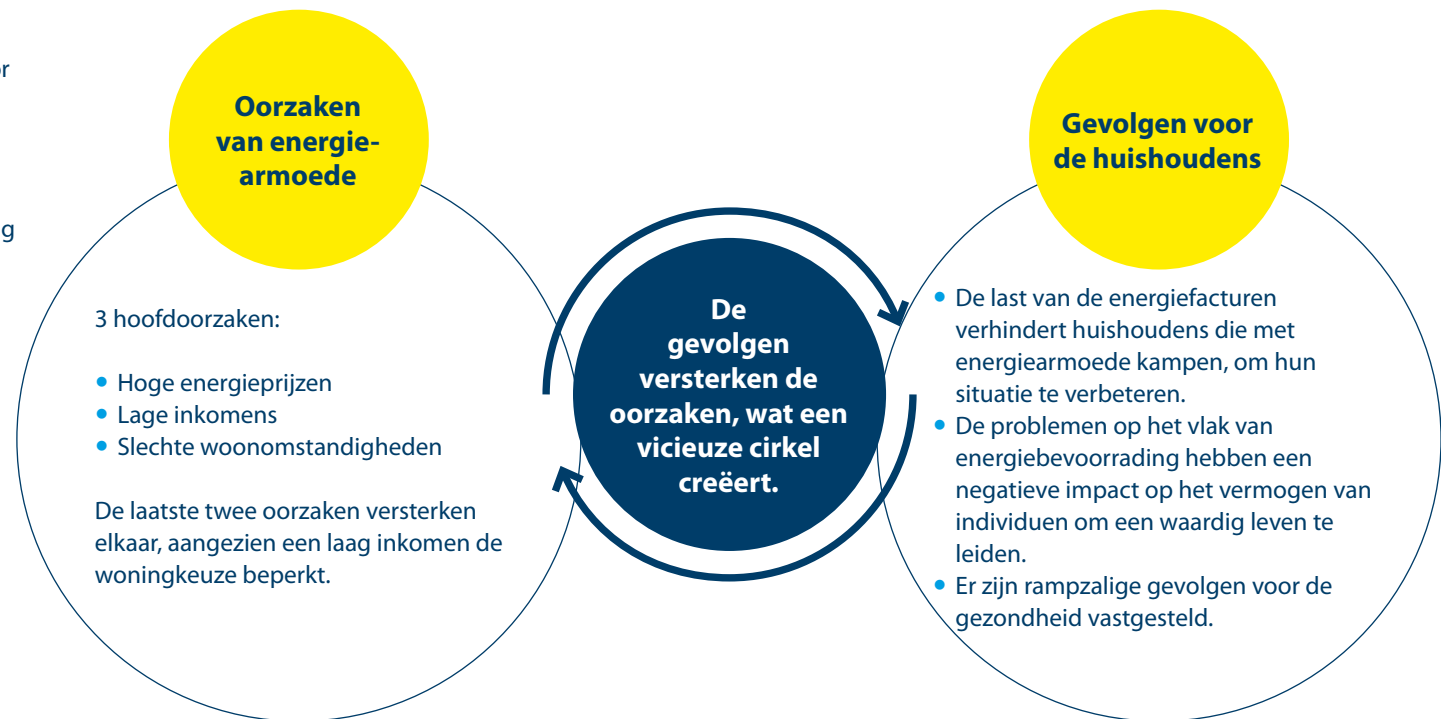 Oorzaken
van energie-
armoede
3 hoofdoorzaken:
• Hoge energieprijzen
• Lage inkomens
• Slechte woonomstandigheden
De laatste twee oorzaken versterken
elkaar, aangezien een laag inkomen de
woningkeuze beperkt.
De
gevolgen
versterken de
oorzaken, wat een
vicieuze cirkel
creëert.
Gevolgen voor
de huishoudens
• De last van de energiefacturen
verhindert huishoudens die met
energiearmoede kampen, om hun
situatie te verbeteren.
• De problemen op het vlak van
energiebevoorrading hebben een
negatieve impact op het vermogen van
individuen om een waardig leven te
leiden.
• Er zijn rampzalige gevolgen voor de
gezondheid vastgesteld.